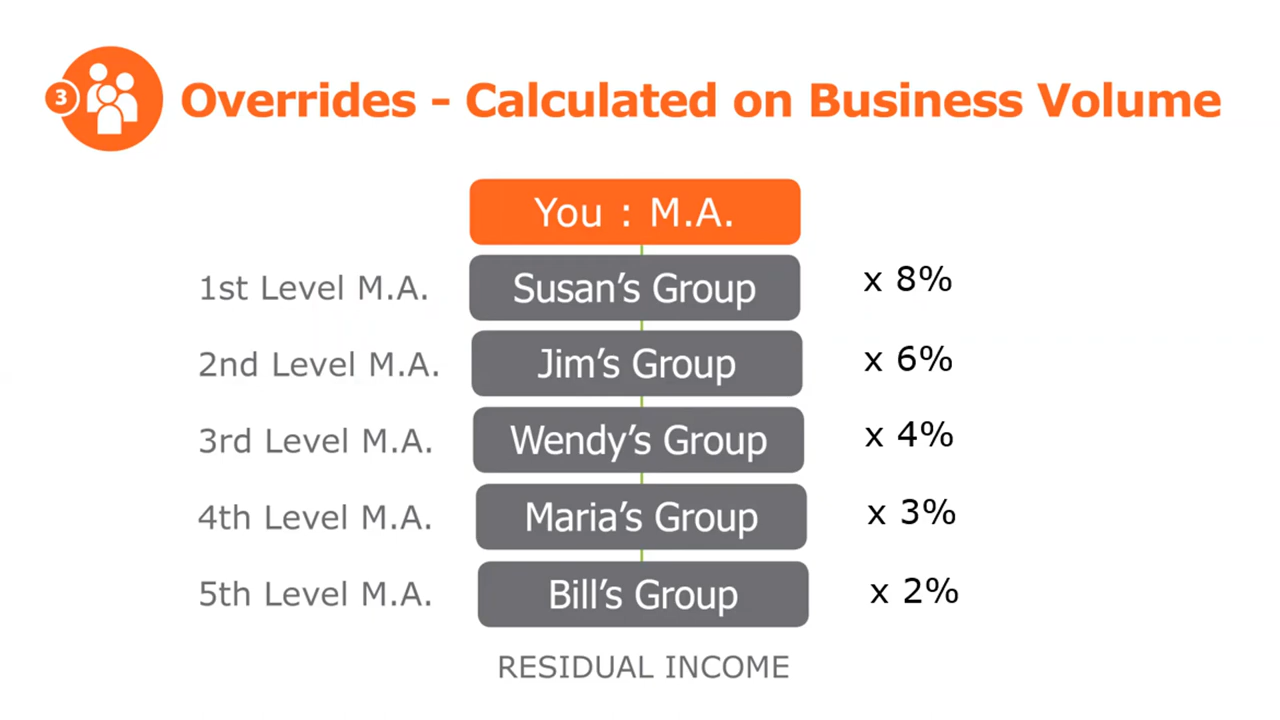 3
Overrides - Calculated on Business Volume
You : M.A.
1st Level M.A. Susan's Group x 8%
2nd Level M.A. Jim's Group x 6%
3rd Level M.A. Wendy's Group x 4%
4th Level M.A. Maria's Group x 3%
5th Level M.A. Bill's Group x 2%
RESIDUAL INCOME